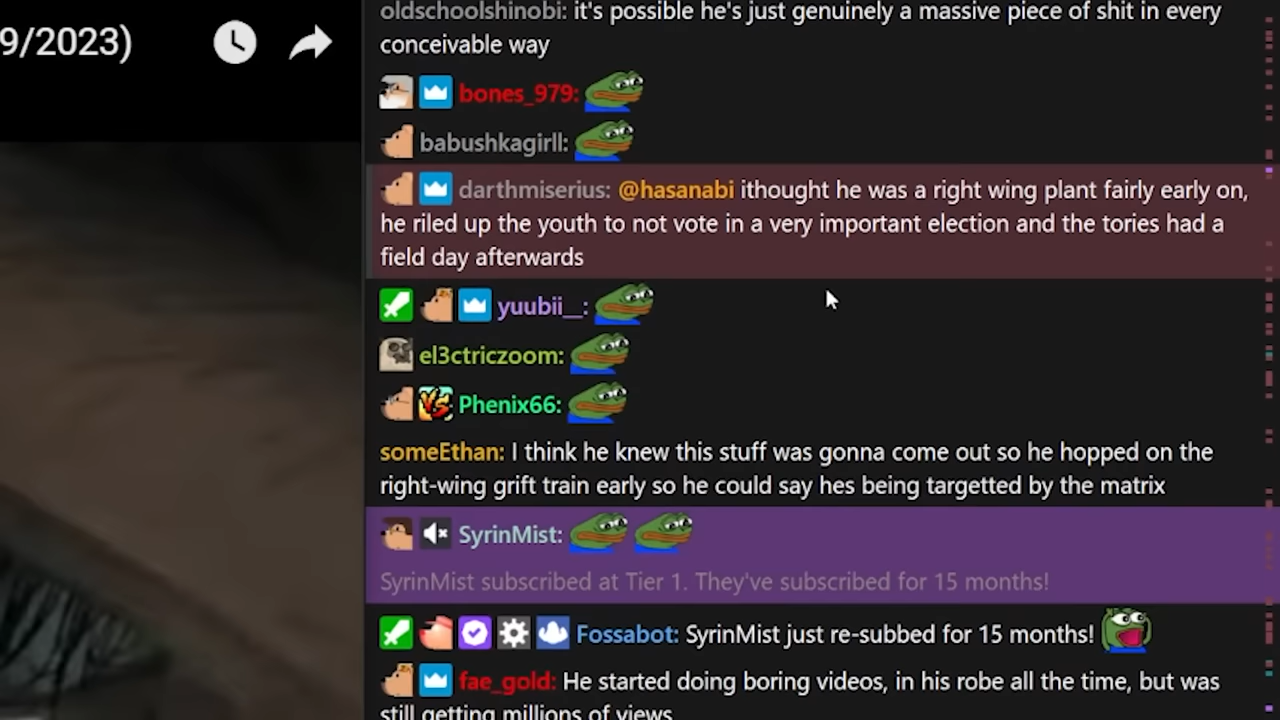 9/2023)
oldschoolshinobi: it's possible he's just genuinely a massive piece of shit in every
conceivable way
bones_979:
babushkagirll:
darthmiserius: @hasanabi ithought he was a right wing plant fairly early on,
he riled up the youth to not vote in a very important election and the tories had a
field day afterwards
yuubii__:
el3ctriczoom:
Phenix66:
someEthan: I think he knew this stuff was gonna come out so he hopped on the
right-wing grift train early so he could say hes being targetted by the matrix
SyrinMist:
SyrinMist subscribed at Tier 1. They've subscribed for 15 months!
Fossabot: SyrinMist just re-subbed for 15 months!
fae_gold: He started doing boring videos, in his robe all the time, but was
still getting millions of views